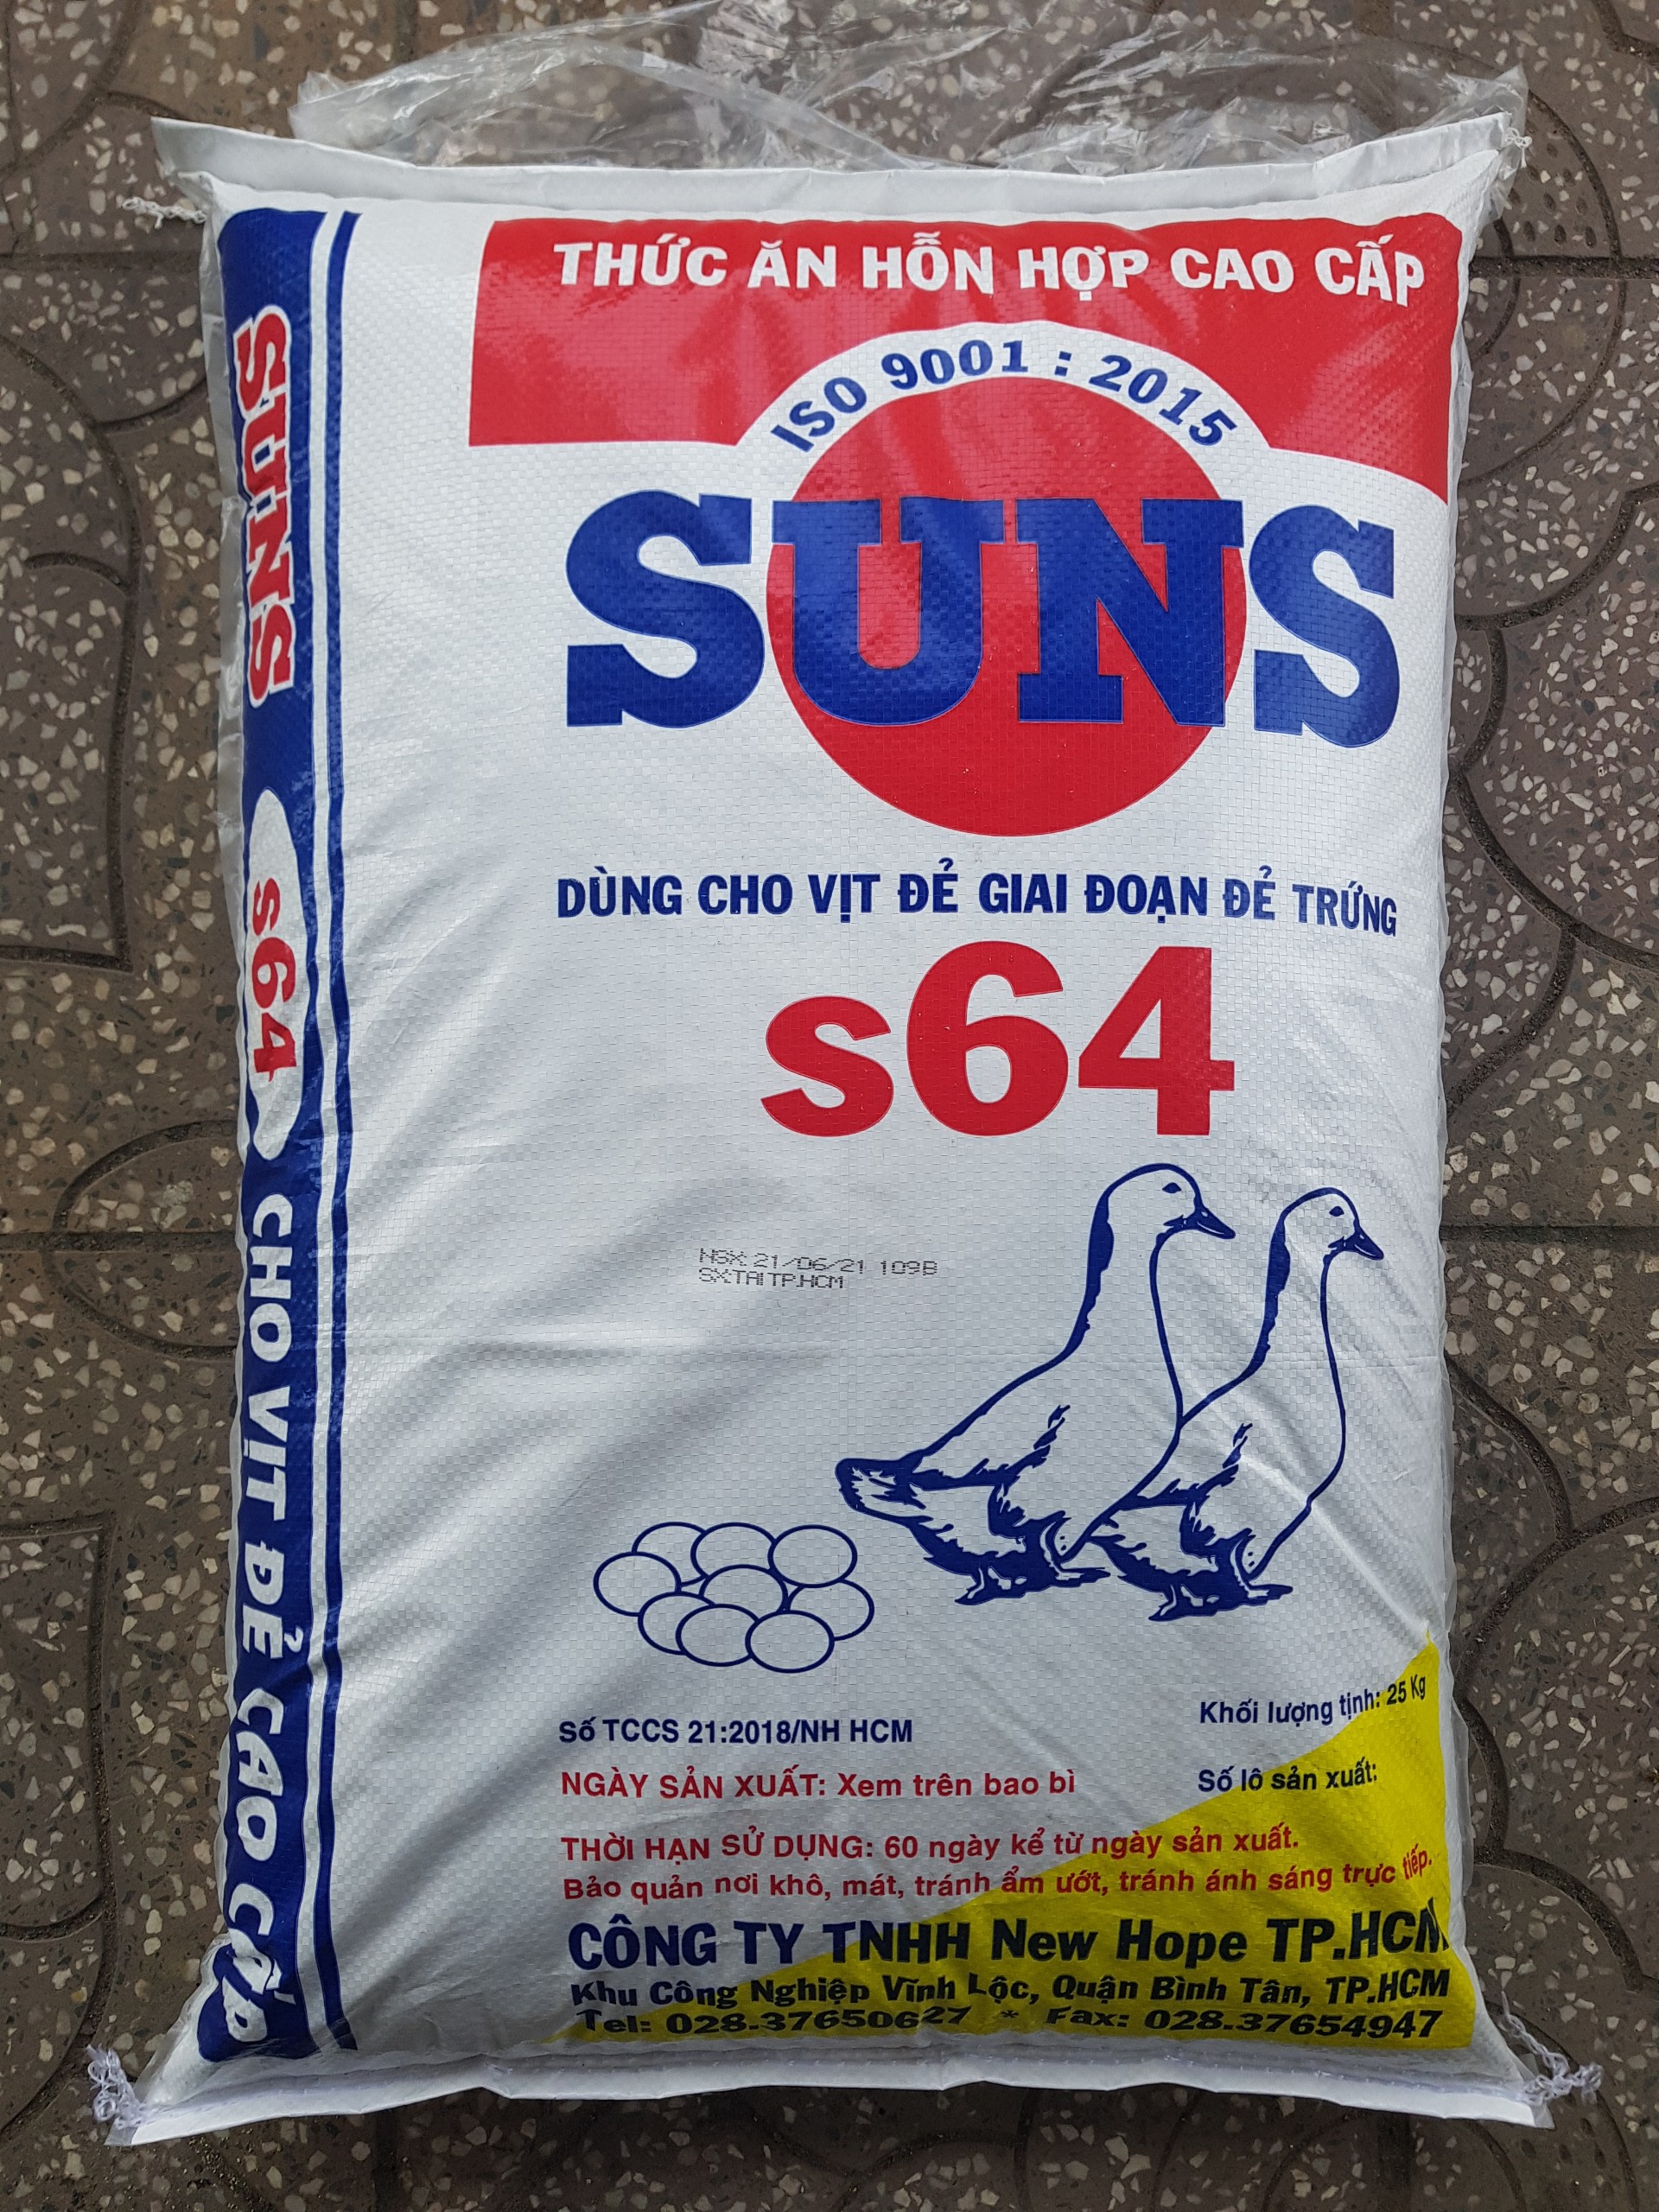 THỨC ĂN HỖN HỢP CAO CẤP
ISO 9001 : 2015
SUNS
DÙNG CHO VỊT ĐẺ GIAI ĐOẠN ĐẺ TRỨNG
s64
NSX: 21/06/21 109B
SX:TAI TP.HCM
Khối lượng tịnh: 25 Kg
Số TCCS 21:2018/NH HCM
NGÀY SẢN XUẤT: Xem trên bao bì
Số lô sản xuất:
THỜI HẠN SỬ DỤNG: 60 ngày kể từ ngày sản xuất.
Bảo quản nơi khô, mát, tránh ẩm ướt, tránh ánh sáng trực tiếp.
CÔNG TY TNHH New Hope TP.HCM
Khu Công Nghiệp Vĩnh Lộc, Quận Bình Tân, TP.HCM
Tel: 028.37650627 * Fax: 028.37654947
SUNS s64 CHO VỊT ĐẺ CAO CẤP